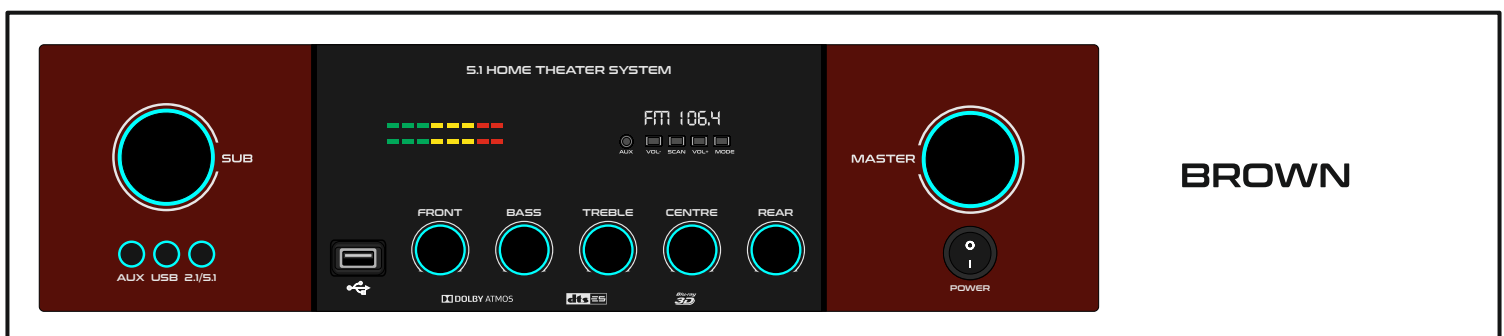 5.1 HOME THEATER SYSTEM
FM 106.4
AUX VOL- SCAN VOL+ MODE
SUB
MASTER
BROWN
FRONT BASS TREBLE CENTRE REAR
AUX USB 2.1/5.1
O
I
POWER
DOLBY ATMOS
dts ES
Blu-ray
3D